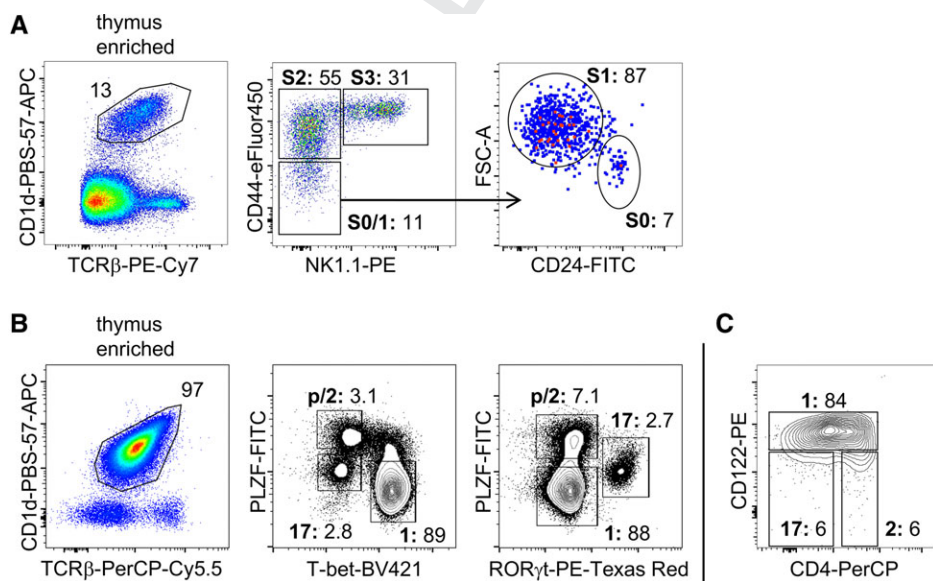 A
thymus
enriched
13
CD1d-PBS-57-APC
TCRβ-PE-Cy7
S2: 55
S3: 31
S0/1: 11
CD44-eFluor450
NK1.1-PE
S1: 87
S0: 7
FSC-A
CD24-FITC
B
thymus
enriched
97
CD1d-PBS-57-APC
TCRβ-PerCP-Cy5.5
p/2: 3.1
17: 2.8
1: 89
PLZF-FITC
T-bet-BV421
p/2: 7.1
17: 2.7
1: 88
PLZF-FITC
RORγt-PE-Texas Red
C
1: 84
17: 6
2: 6
CD122-PE
CD4-PerCP